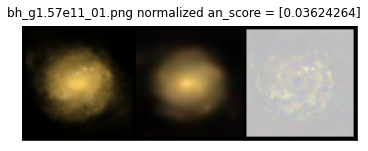 bh_g1.57e11_01.png normalized an_score = [0.03624264]